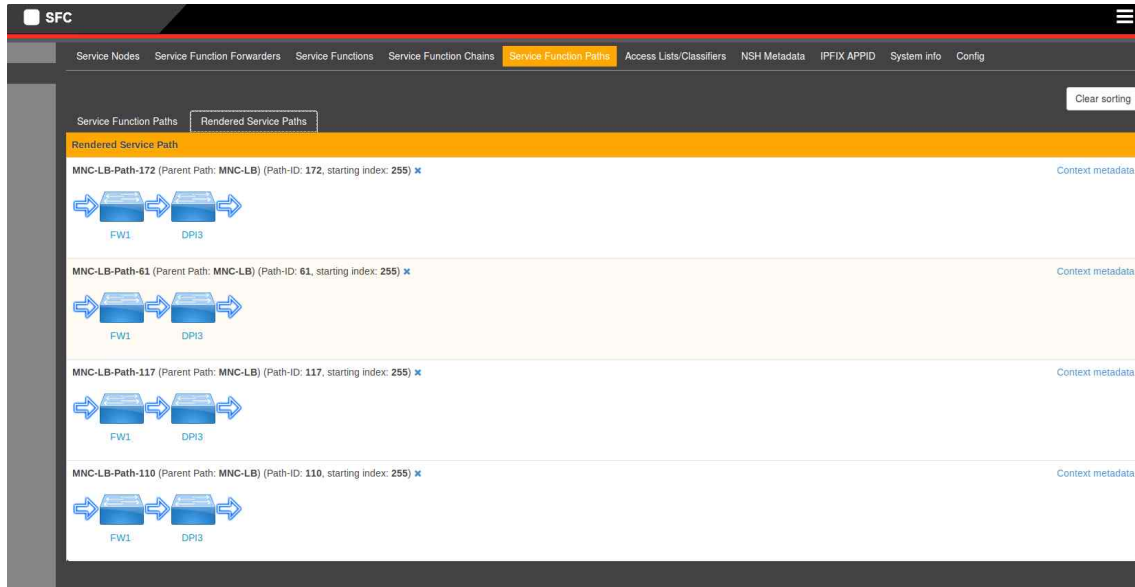 SFC
Service Nodes Service Function Forwarders Service Functions Service Function Chains Service Function Paths Access Lists/Classifiers NSH Metadata IPFIX APPID System info Config
Clear sorting
Service Function Paths Rendered Service Paths
Rendered Service Path
MNC-LB-Path-172 (Parent Path: MNC-LB) (Path-ID: 172, starting index: 255) × Context metadata
FW1 DPI3
MNC-LB-Path-61 (Parent Path: MNC-LB) (Path-ID: 61, starting index: 255) × Context metadata
FW1 DPI3
MNC-LB-Path-117 (Parent Path: MNC-LB) (Path-ID: 117, starting index: 255) × Context metadata
FW1 DPI3
MNC-LB-Path-110 (Parent Path: MNC-LB) (Path-ID: 110, starting index: 255) × Context metadata
FW1 DPI3